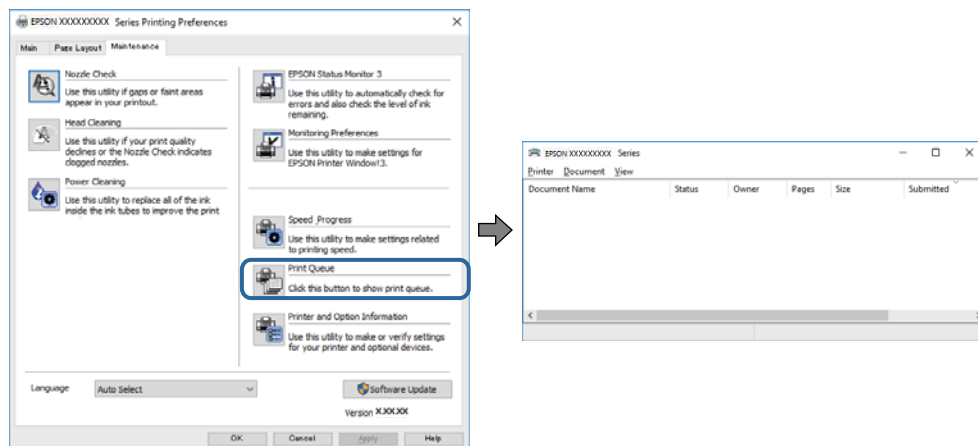 EPSON XXXXXXXXX Series Printing Preferences
Main Page Layout Maintenance
Nozzle Check
Use this utility if gaps or faint areas
appear in your printout.
Head Cleaning
Use this utility if your print quality
declines or the Nozzle Check indicates
clogged nozzles.
Power Cleaning
Use this utility to replace all of the ink
inside the ink tubes to improve the print
EPSON Status Monitor 3
Use this utility to automatically check for
errors and also check the level of ink
remaining.
Monitoring Preferences
Use this utility to make settings for
EPSON Printer Window!3.
Speed Progress
Use this utility to make settings related
to printing speed.
Print Queue
Click this button to show print queue.
Printer and Option Information
Use this utility to make or verify settings
for your printer and optional devices.
Language Auto Select
Software Update
Version X.XX.XX
OK Cancel Apply Help
EPSON XXXXXXXXX Series
Printer Document View
Document Name Status Owner Pages Size Submitted